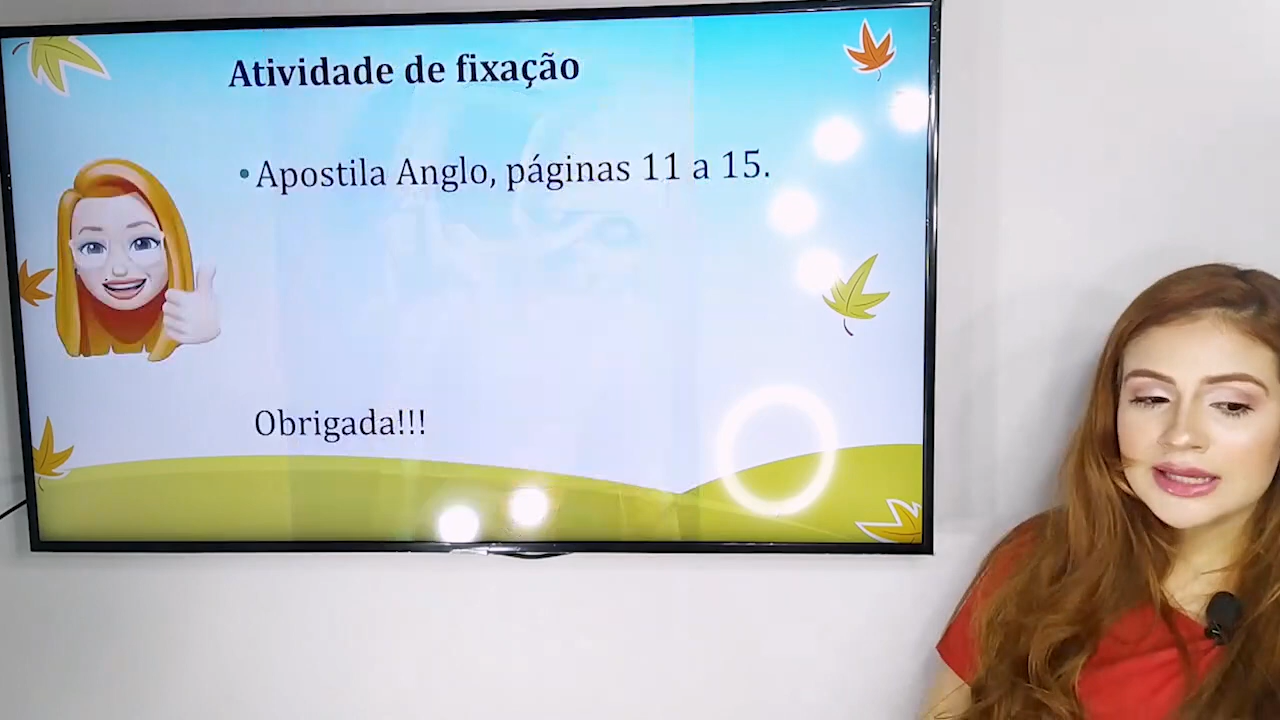 Atividade de fixação
• Apostila Anglo, páginas 11 a 15.
Obrigada!!!